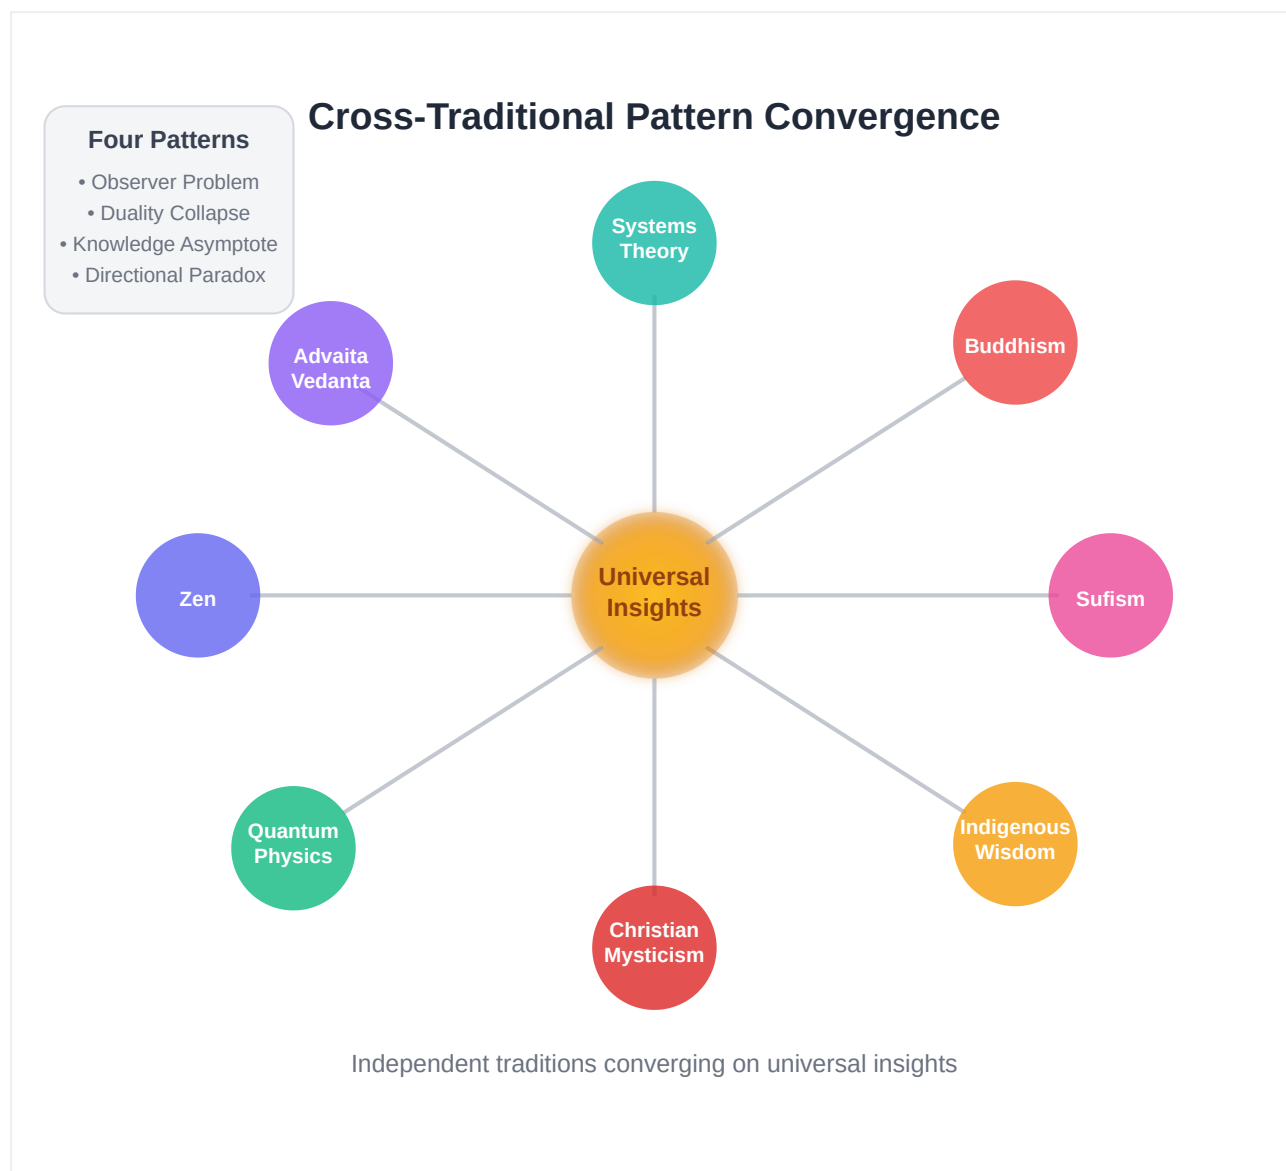 Cross-Traditional Pattern Convergence
Four Patterns
• Observer Problem
• Duality Collapse
• Knowledge Asymptote
• Directional Paradox
Systems
Theory
Buddhism
Advaita
Vedanta
Universal
Insights
Zen
Sufism
Quantum
Physics
Indigenous
Wisdom
Christian
Mysticism
Independent traditions converging on universal insights